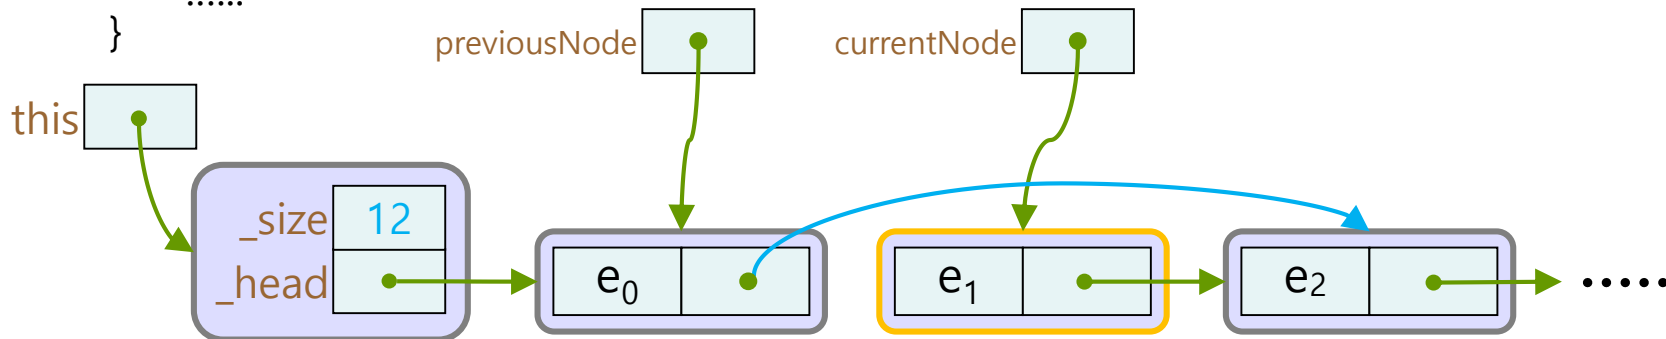 ......
}
previousNode
currentNode
this
_size 12
_head
e0
e1
e2
.....